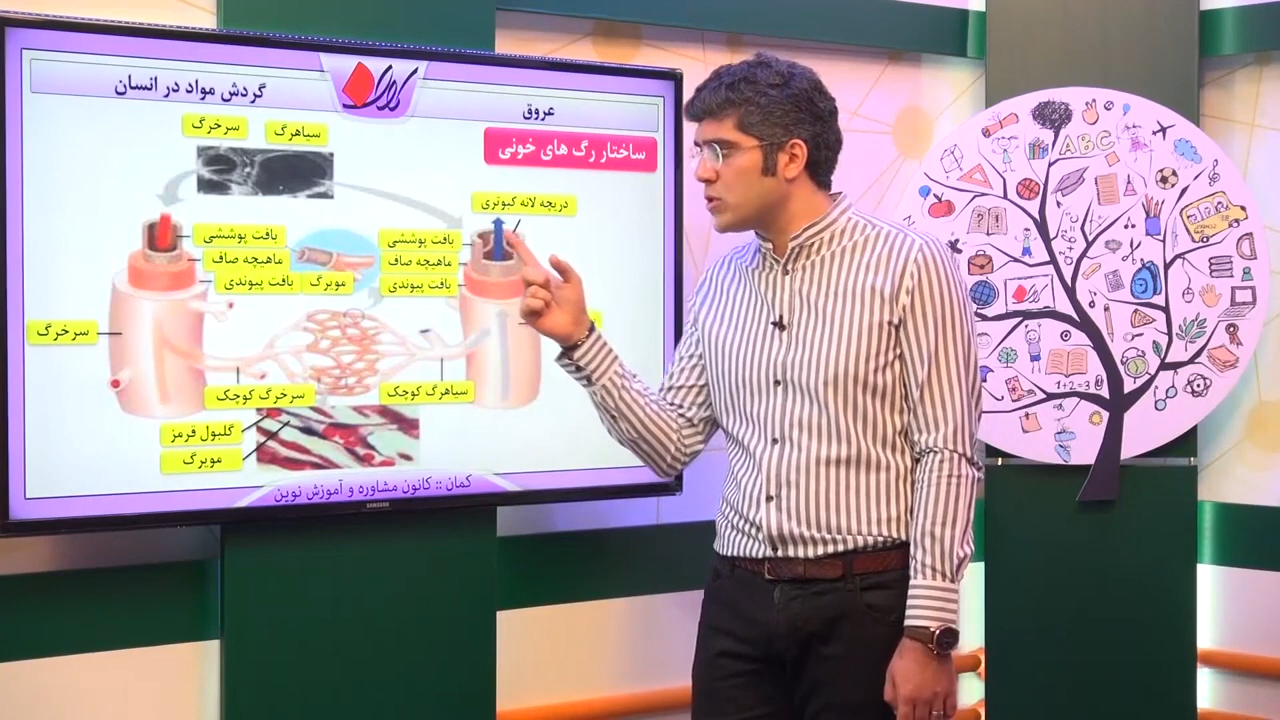 گردش مواد در انسان
عروق
کمان
ساختار رگ های خونی
سرخرگ
سیاهرگ
دریچه لانه کبوتری
بافت پوششی
ماهیچه صاف
بافت پیوندی
مویرگ
بافت پوششی
ماهیچه صاف
بافت پیوندی
سرخرگ
سرخرگ کوچک
سیاهرگ کوچک
گلبول قرمز
مویرگ
کمان :: کانون مشاوره و آموزش نوین
SAMSUNG
ABC
SCHOOL
1+2=3